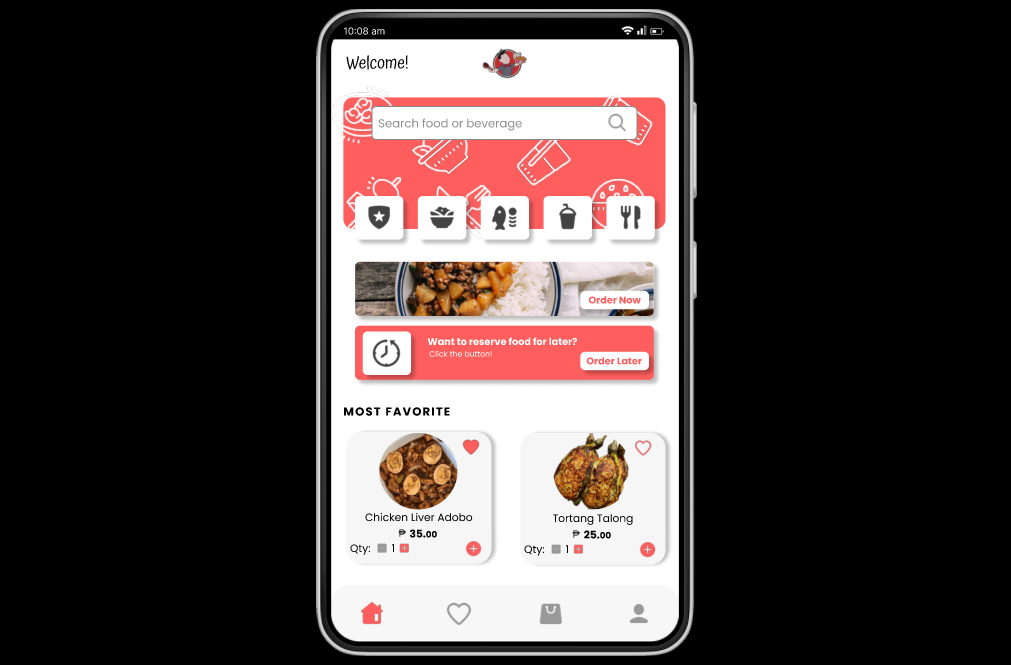 10:08 am
Welcome!
Search food or beverage
Order Now
Want to reserve food for later?
Click the button!
Order Later
MOST FAVORITE
Chicken Liver Adobo
₱ 35.00
Qty: 1
Tortang Talong
₱ 25.00
Qty: 1